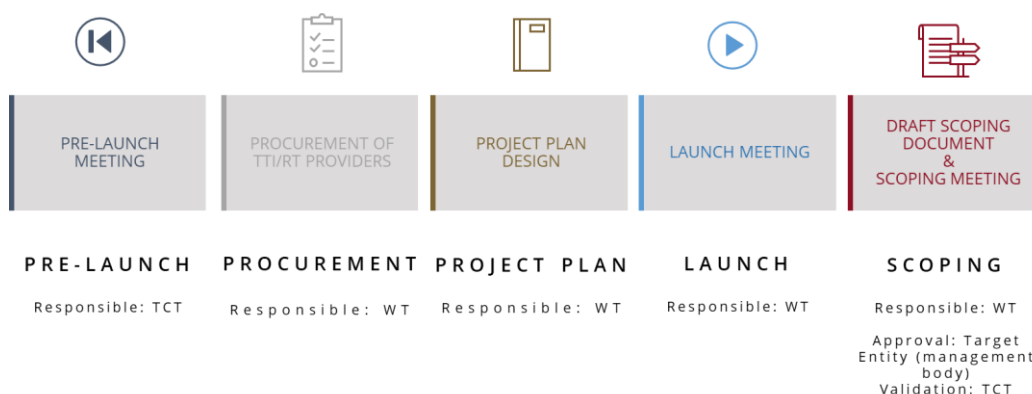 PRE-LAUNCH
MEETING
PROCUREMENT OF
TTI/RT PROVIDERS
PROJECT PLAN
DESIGN
LAUNCH MEETING
DRAFT SCOPING
DOCUMENT
&
SCOPING MEETING
PRE-LAUNCH
Responsible: TCT
PROCUREMENT
Responsible: WT
PROJECT PLAN
Responsible: WT
LAUNCH
Responsible: WT
SCOPING
Responsible: WT
Approval: Target
Entity (management
body)
Validation: TCT